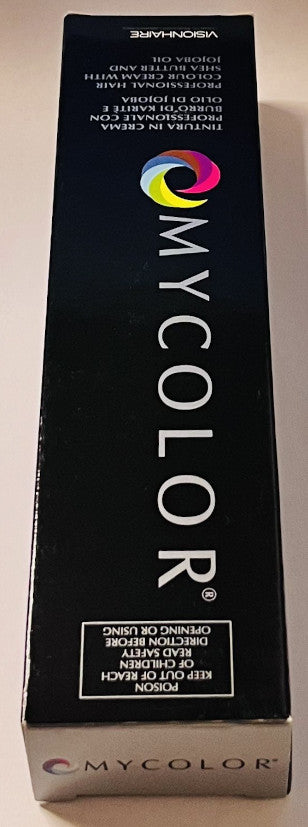 VISIONHAIRE
TINTURA IN CREMA
PROFESSIONALE CON
BURRO DI KARITÉ E
OLIO DI JOJOBA
PROFESSIONAL HAIR
COLOUR CREAM WITH
SHEA BUTTER AND
JOJOBA OIL
MYCOLOR®
POISON
KEEP OUT OF REACH
OF CHILDREN
READ SAFETY
DIRECTION BEFORE
OPENING OR USING
MYCOLOR®